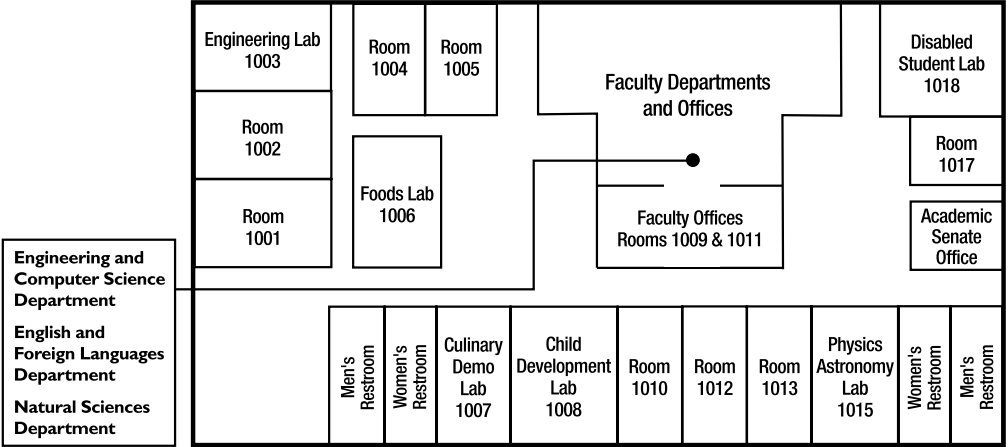 Engineering Lab
1003
Room
1004
Room
1005
Faculty Departments
and Offices
Disabled
Student Lab
1018
Room
1002
Room
1017
Foods Lab
1006
Room
1001
Faculty Offices
Rooms 1009 & 1011
Academic
Senate
Office
Engineering and
Computer Science
Department
English and
Foreign Languages
Department
Natural Sciences
Department
Men's
Restroom
Women's
Restroom
Culinary
Demo
Lab
1007
Child
Development
Lab
1008
Room
1010
Room
1012
Room
1013
Physics
Astronomy
Lab
1015
Women's
Restroom
Men's
Restroom